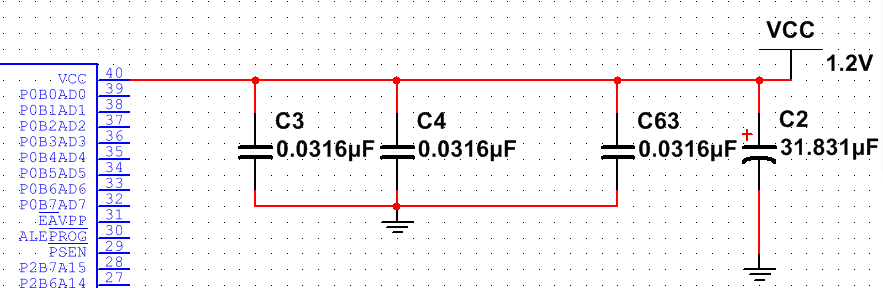 VCC
1.2V
VCC 40
P0B0AD0 39
P0B1AD1 38
P0B2AD2 37
P0B3AD3 36
P0B4AD4 35
P0B5AD5 34
P0B6AD6 33
P0B7AD7 32
EAVPP 31
ALEPROG 30
PSEN 29
P2B7A15 28
P2B6A14 27
C3
0.0316µF
C4
0.0316µF
C63
0.0316µF
+
C2
31.831µF